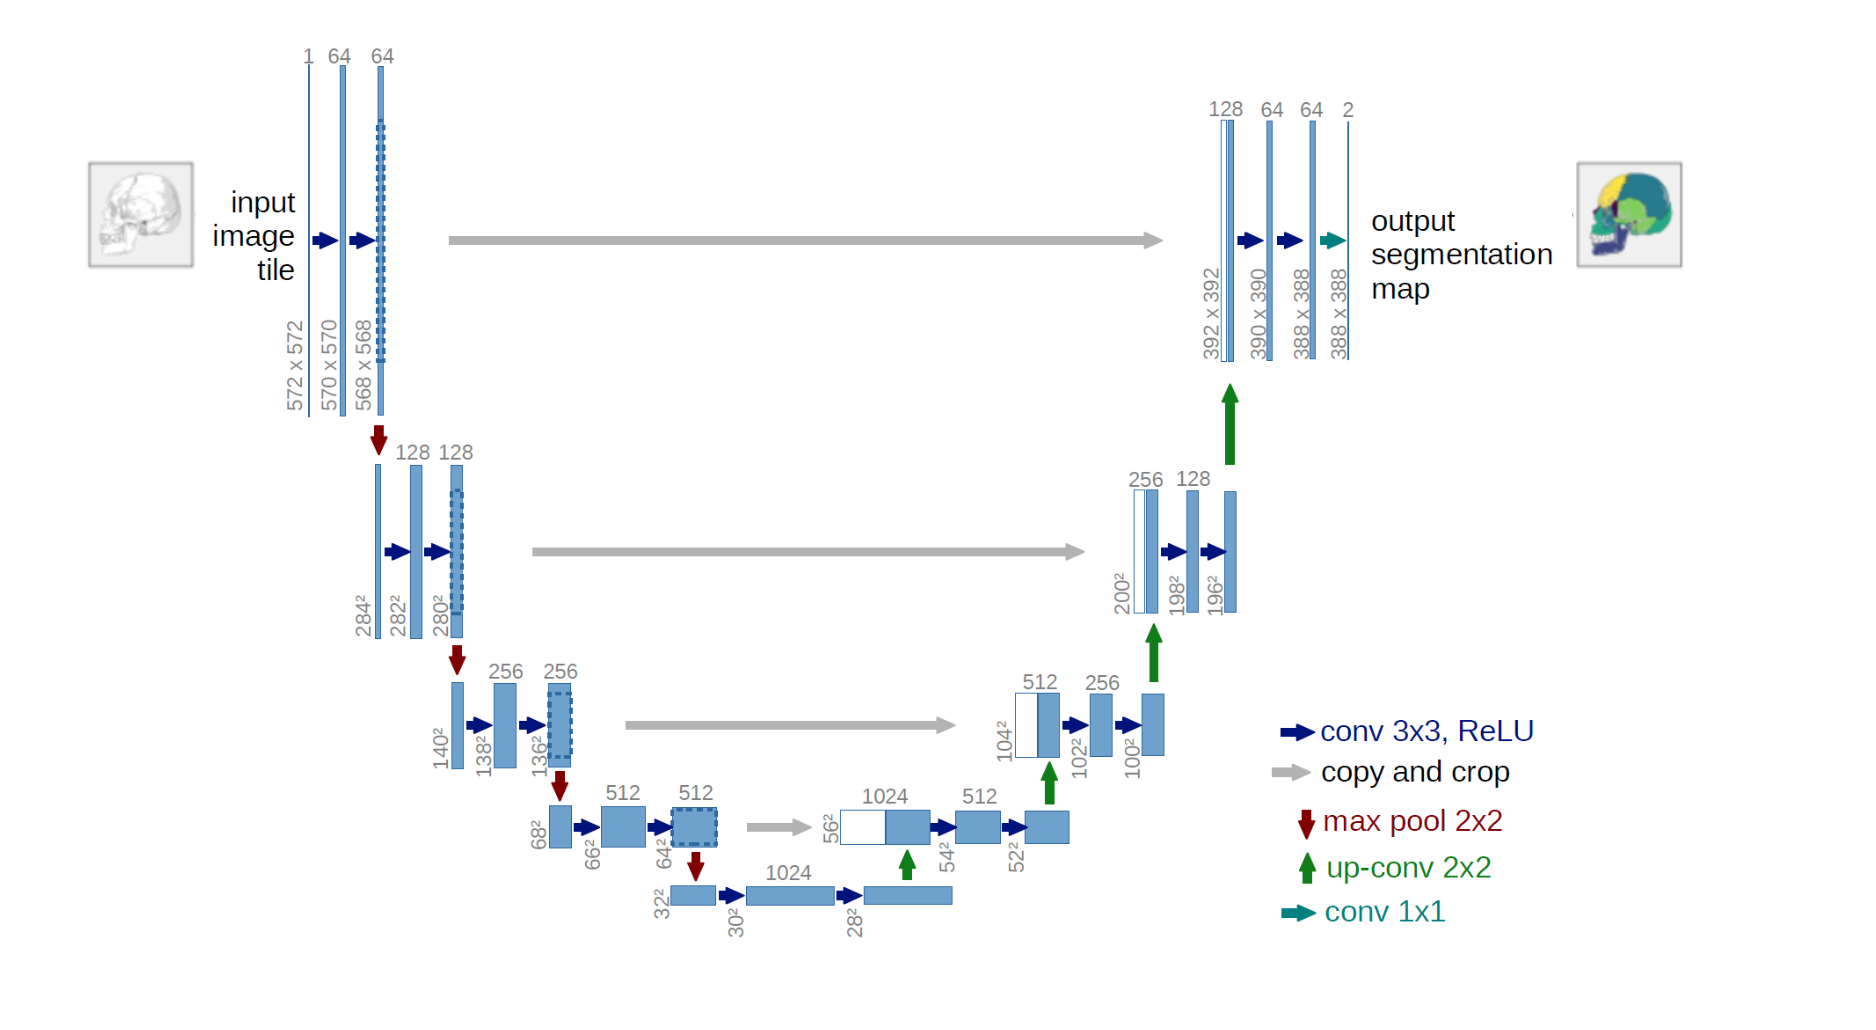 1 64 64
input
image
tile
572 x 572
570 x 570
568 x 568
128 64 64 2
392 x 392
390 x 390
388 x 388
388 x 388
output
segmentation
map
128 128
284²
282²
280²
256 128
200²
198²
196²
256 256
140²
138²
136²
512 256
104²
102²
100²
512 512
68²
66²
64²
1024 512
56²
54²
52²
1024
32²
30²
28²
conv 3x3, ReLU
copy and crop
max pool 2x2
up-conv 2x2
conv 1x1